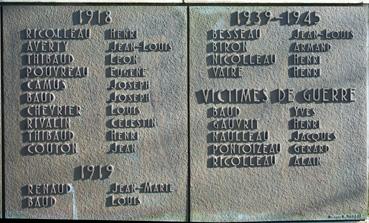 1918
RICOLLEAU HENRI
AVERTY JEAN-LOUIS
THIBAUD LEON
POUVREAU EUGENE
CAMUS JOSEPH
BAUD JOSEPH
CHEVRIER LOUIS
RIVALIN CELESTIN
THIBAUD HENRI
COUTON JEAN
1919
RENAUD JEAN-MARIE
BAUD LOUIS
1939-1945
BESSEAU JEAN-LOUIS
BIRON ARMAND
NICOLLEAU HENRI
VAIRE HENRI
VICTIMES DE GUERRE
BAUD YVES
GAUVRIT HENRI
NAULLEAU JACQUES
PONTOIZEAU GERARD
RICOLLEAU ALAIN